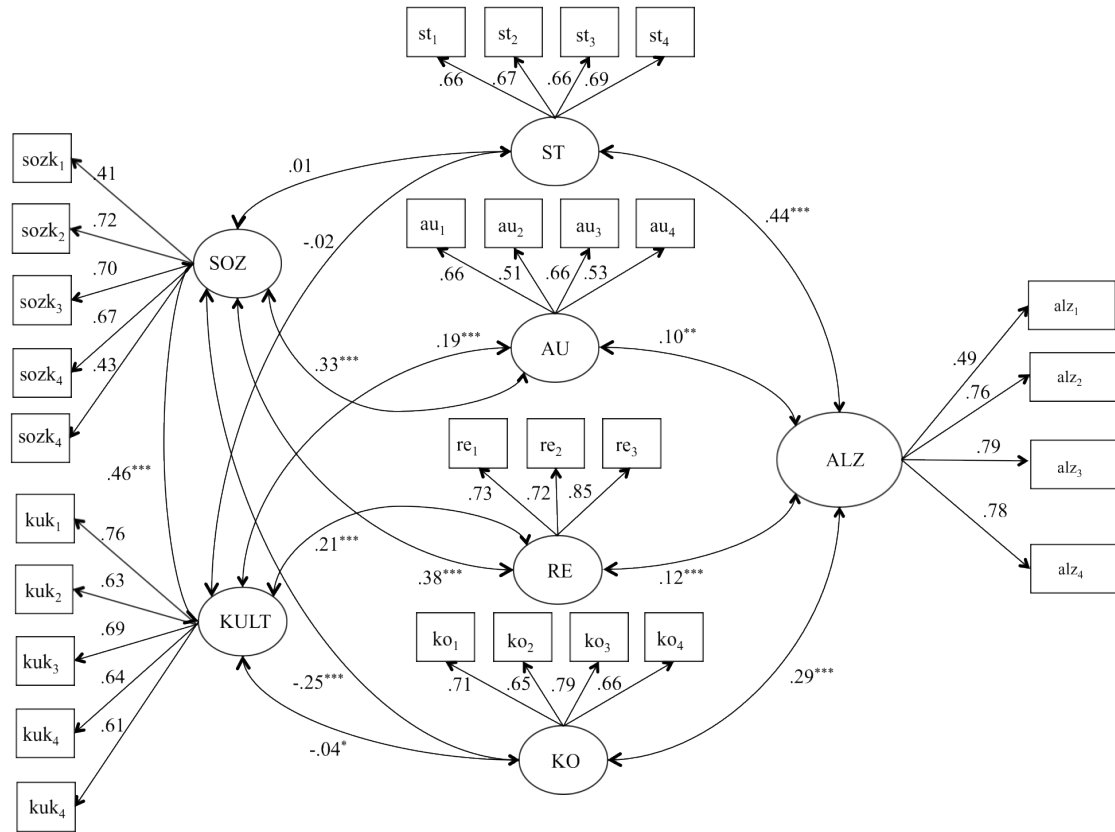 st₁ st₂ st₃ st₄
.66 .67 .66 .69
ST
sozk₁
sozk₂
sozk₃
sozk₄
sozk₄
.41
.72
.70
.67
.43
SOZ
.01
-.02
.44***
au₁ au₂ au₃ au₄
.66 .51 .66 .53
AU
.19***
.33***
.10**
alz₁
alz₂
alz₃
alz₄
.49
.76
.79
.78
ALZ
re₁ re₂ re₃
.73 .72 .85
RE
.46***
.21***
.38***
.12***
kuk₁
kuk₂
kuk₃
kuk₄
kuk₄
.76
.63
.69
.64
.61
KULT
ko₁ ko₂ ko₃ ko₄
.71 .65 .79 .66
KO
-.25***
-.04*
.29***